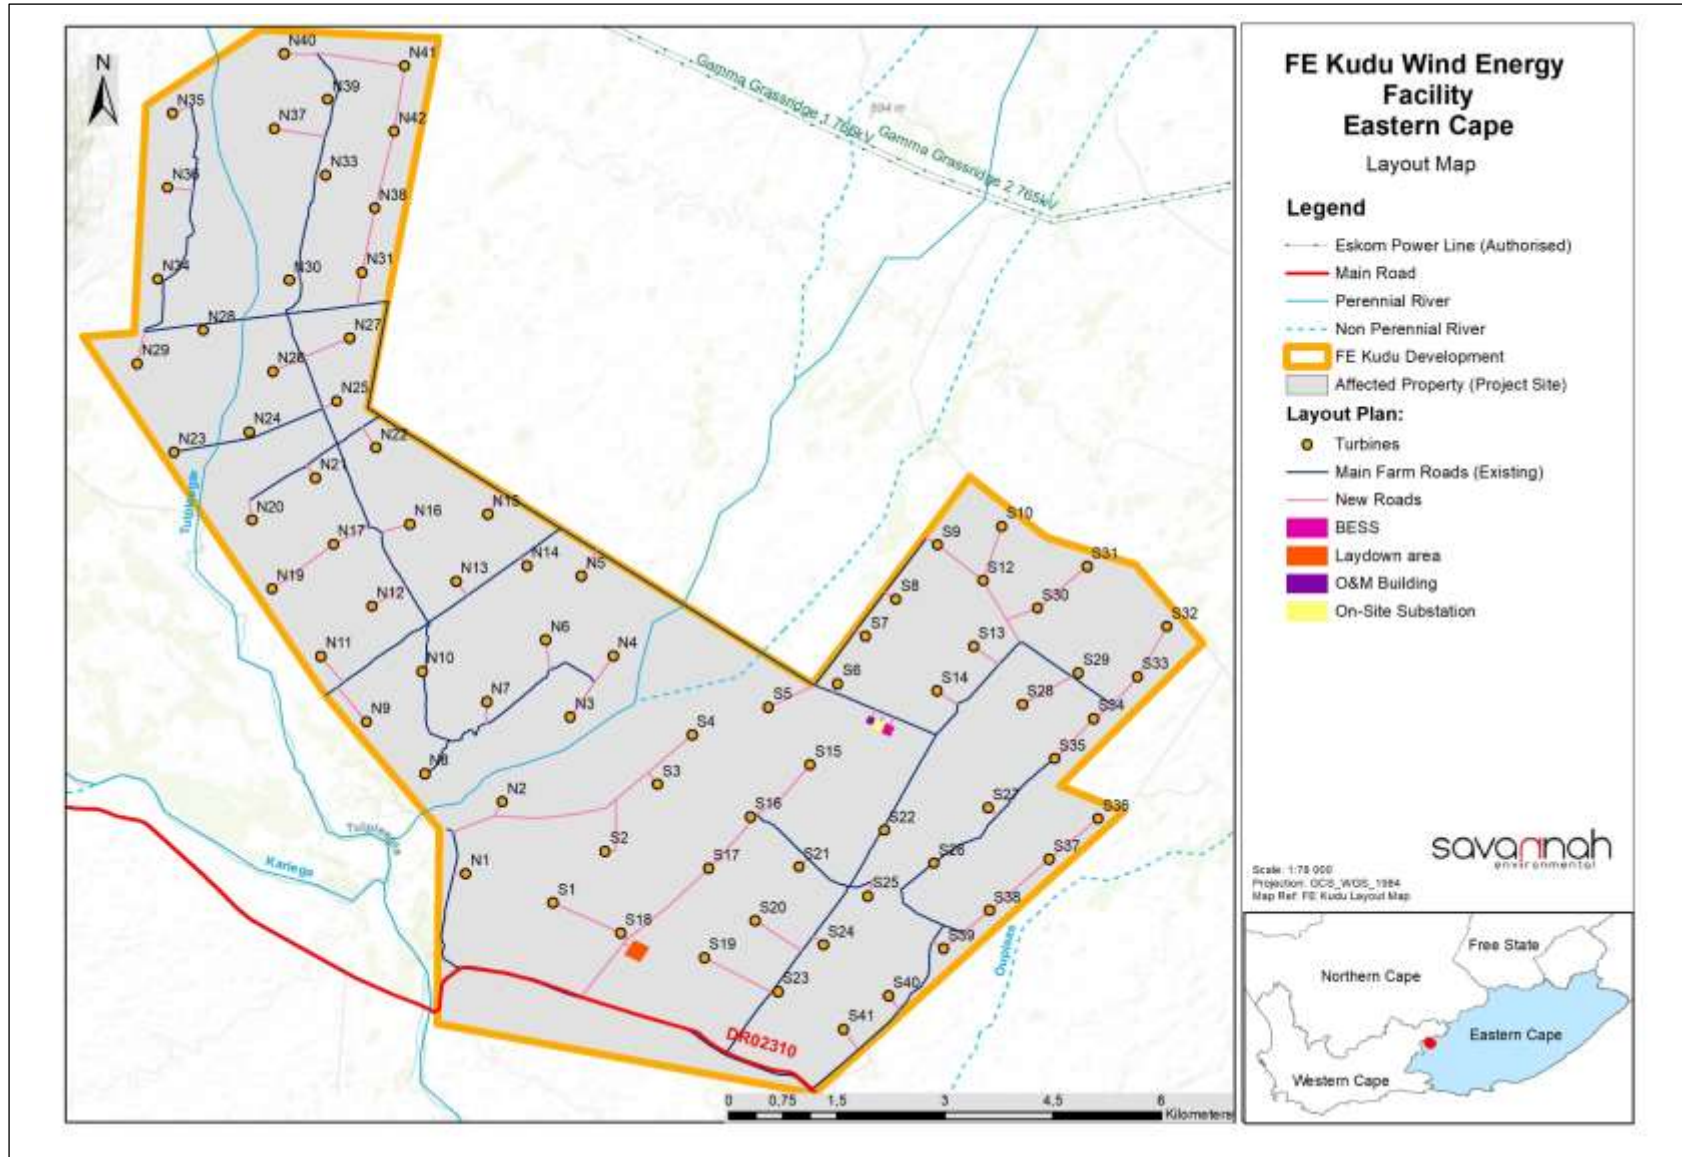 N
N40
N41
N35
N39
N37
N42
N33
N36
N38
N34
N30
N31
N28
N27
N29
N26
N25
N24
N23
N22
N21
N20
N16
N15
N17
N14
N5
N13
N19
N12
N6
N4
N11
N10
N7
N3
N9
N8
N2
N1
Gamma Grassridge 1 765kV
Gamma Grassridge 2 765kV
S10
S9
S31
S12
S8
S30
S32
S7
S13
S29
S33
S6
S14
S28
S5
S34
S4
S35
S15
S3
S27
S36
S16
S22
S2
S37
S17
S21
S26
S25
S1
S38
S20
S18
S24
S39
S19
S23
S40
S41
Kariega
DR02310
0 0,75 1,5 3 4,5 6
Kilometers
FE Kudu Wind Energy
Facility
Eastern Cape
Layout Map
Legend
Eskom Power Line (Authorised)
Main Road
Perennial River
Non Perennial River
FE Kudu Development
Affected Property (Project Site)
Layout Plan:
Turbines
Main Farm Roads (Existing)
New Roads
BESS
Laydown area
O&M Building
On-Site Substation
savannah
environmental
Projection: GCS_WGS_1984
Map Ref: FE Kudu Layout Map
Free State
Northern Cape
Eastern Cape
Western Cape